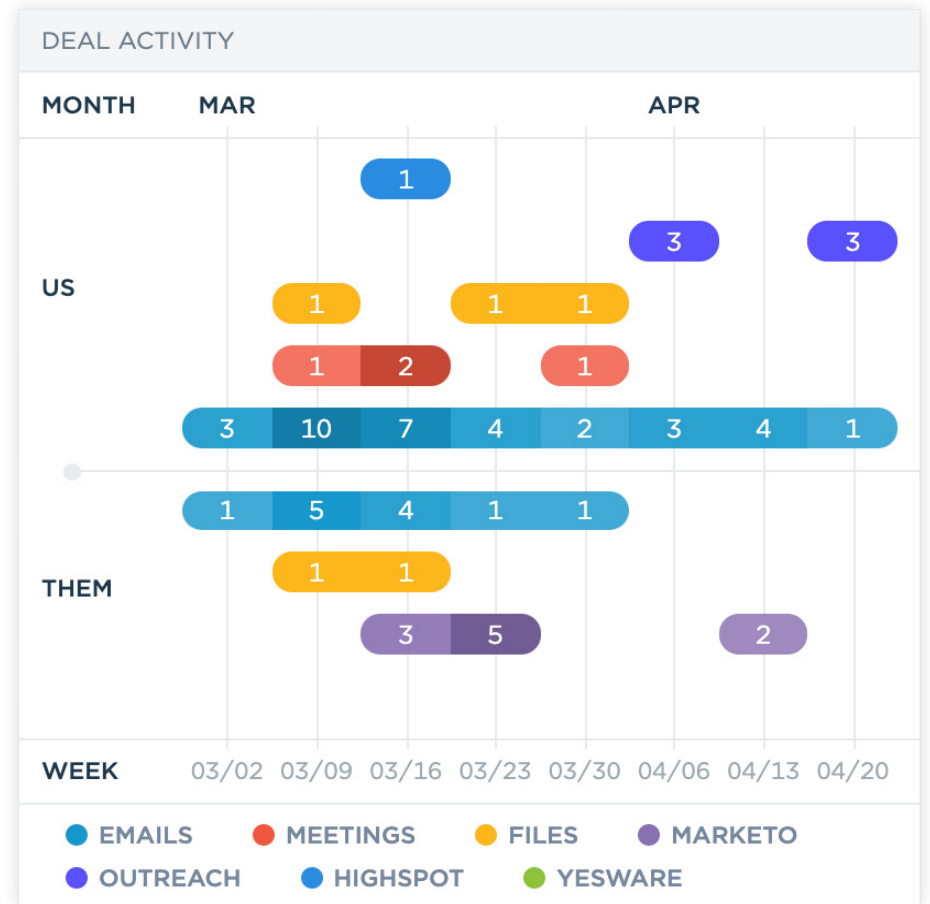 DEAL ACTIVITY
MONTH MAR APR
1
3 3
US
1 1 1
1 2 1
3 10 7 4 2 3 4 1
1 5 4 1 1
1 1
THEM
3 5 2
WEEK 03/02 03/09 03/16 03/23 03/30 04/06 04/13 04/20
EMAILS MEETINGS FILES MARKETO
OUTREACH HIGHSPOT YESWARE